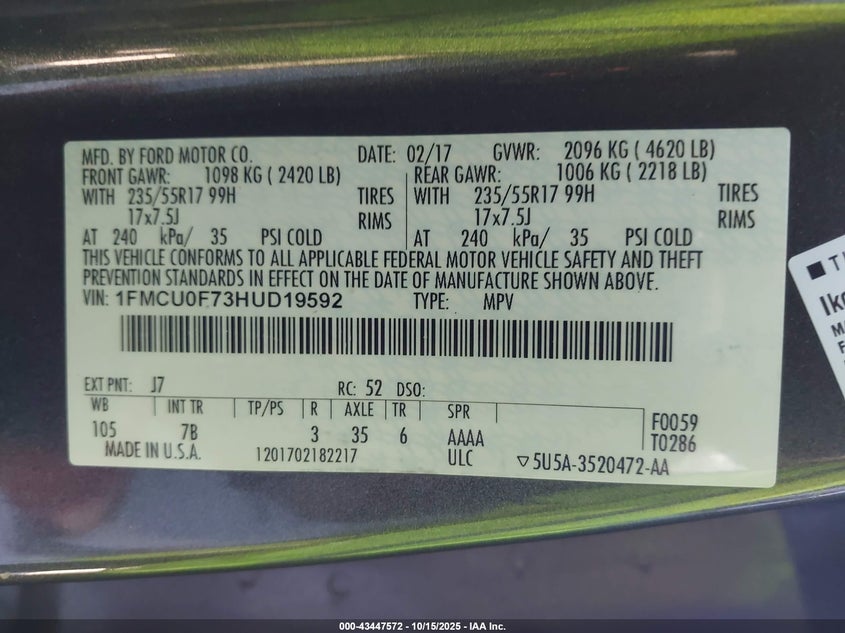 MFD. BY FORD MOTOR CO. DATE: 02/17 GVWR: 2096 KG ( 4620 LB)
FRONT GAWR: 1098 KG ( 2420 LB) REAR GAWR: 1006 KG ( 2218 LB)
WITH 235/55R17 99H TIRES WITH 235/55R17 99H TIRES
17x7.5J RIMS 17x7.5J RIMS
AT 240 kPa/ 35 PSI COLD AT 240 kPa/ 35 PSI COLD
THIS VEHICLE CONFORMS TO ALL APPLICABLE FEDERAL MOTOR VEHICLE SAFETY AND THEFT
PREVENTION STANDARDS IN EFFECT ON THE DATE OF MANUFACTURE SHOWN ABOVE.
VIN: 1FMCU0F73HUD19592 TYPE: MPV
EXT PNT: J7 RC: 52 DSO:
WB INT TR TP/PS R AXLE TR SPR F0059
105 7B 3 35 6 AAAA T0286
MADE IN U.S.A. 1201702182217 ULC ▽5U5A-3520472-AA
000-43447572 - 10/15/2025 - IAA Inc.